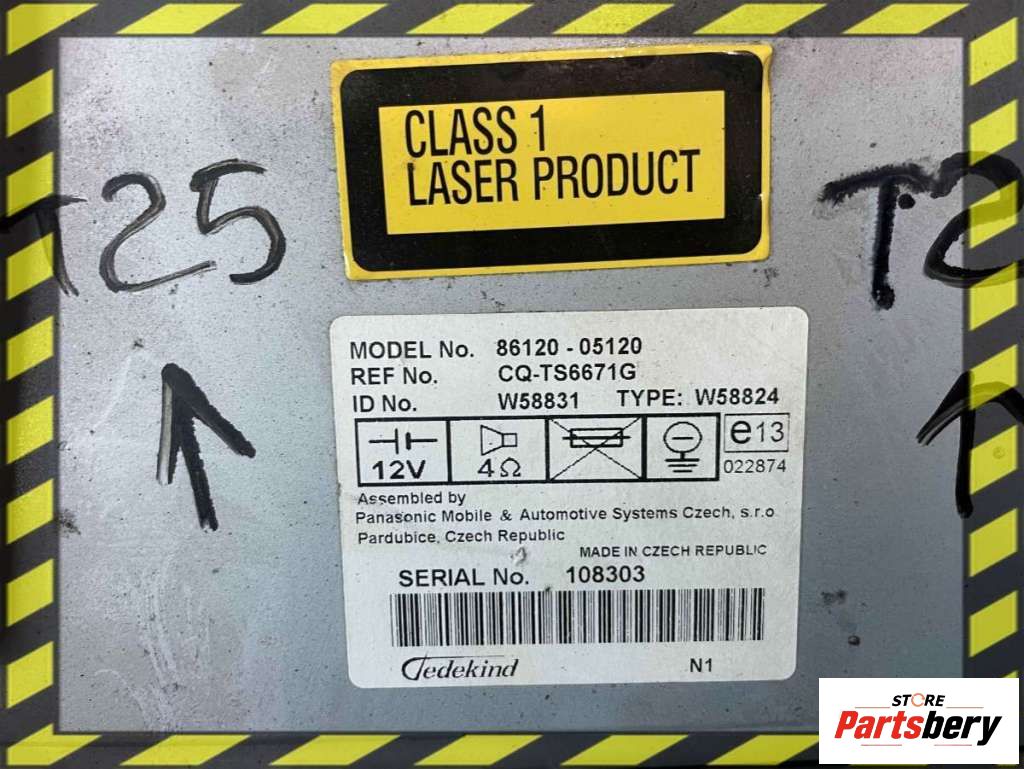 CLASS 1
LASER PRODUCT
T25
T2
MODEL No. 86120 - 05120
REF No. CQ-TS6671G
ID No. W58831 TYPE: W58824
12V 4Ω e13
022874
Assembled by
Panasonic Mobile & Automotive Systems Czech, s.r.o
Pardubice, Czech Republic
MADE IN CZECH REPUBLIC
SERIAL No. 108303
Gedekind N1
STORE
Partsbery